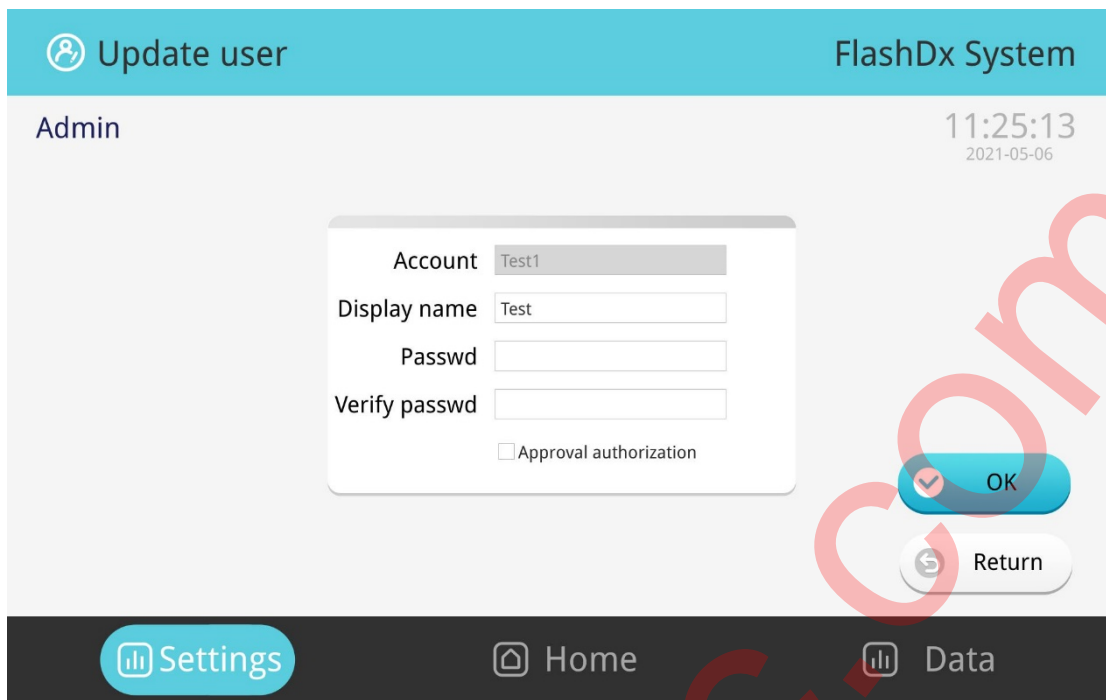 Update user
FlashDx System
Admin
11:25:13
2021-05-06
Account Test1
Display name Test
Passwd
Verify passwd
Approval authorization
OK
Return
Settings
Home
Data